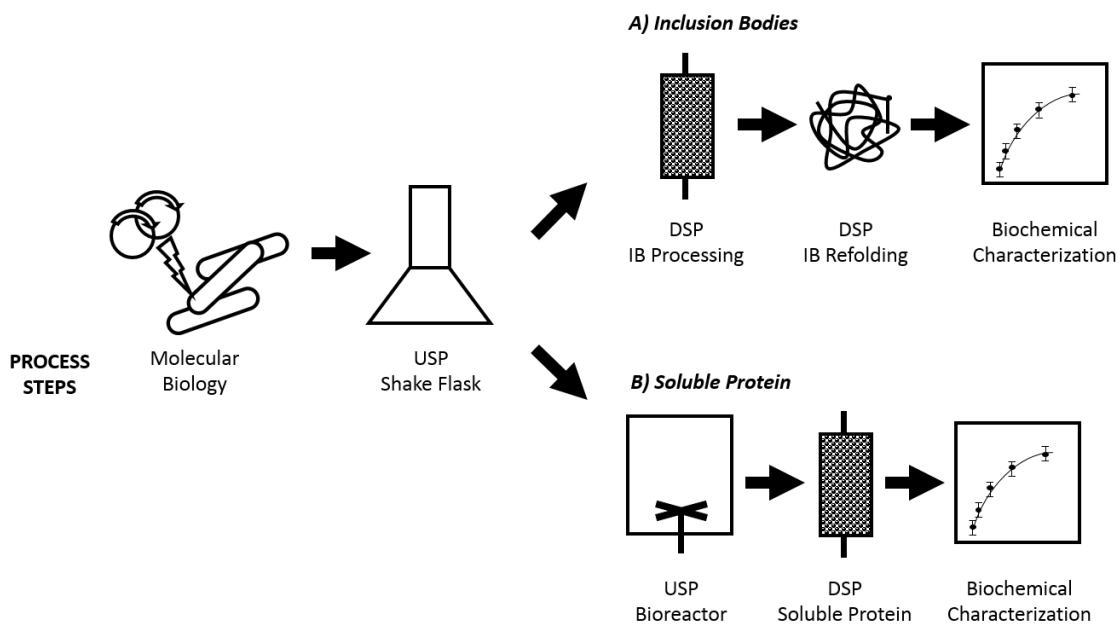 A) Inclusion Bodies
DSP
IB Processing
DSP
IB Refolding
Biochemical
Characterization
PROCESS
STEPS
Molecular
Biology
USP
Shake Flask
B) Soluble Protein
USP
Bioreactor
DSP
Soluble Protein
Biochemical
Characterization